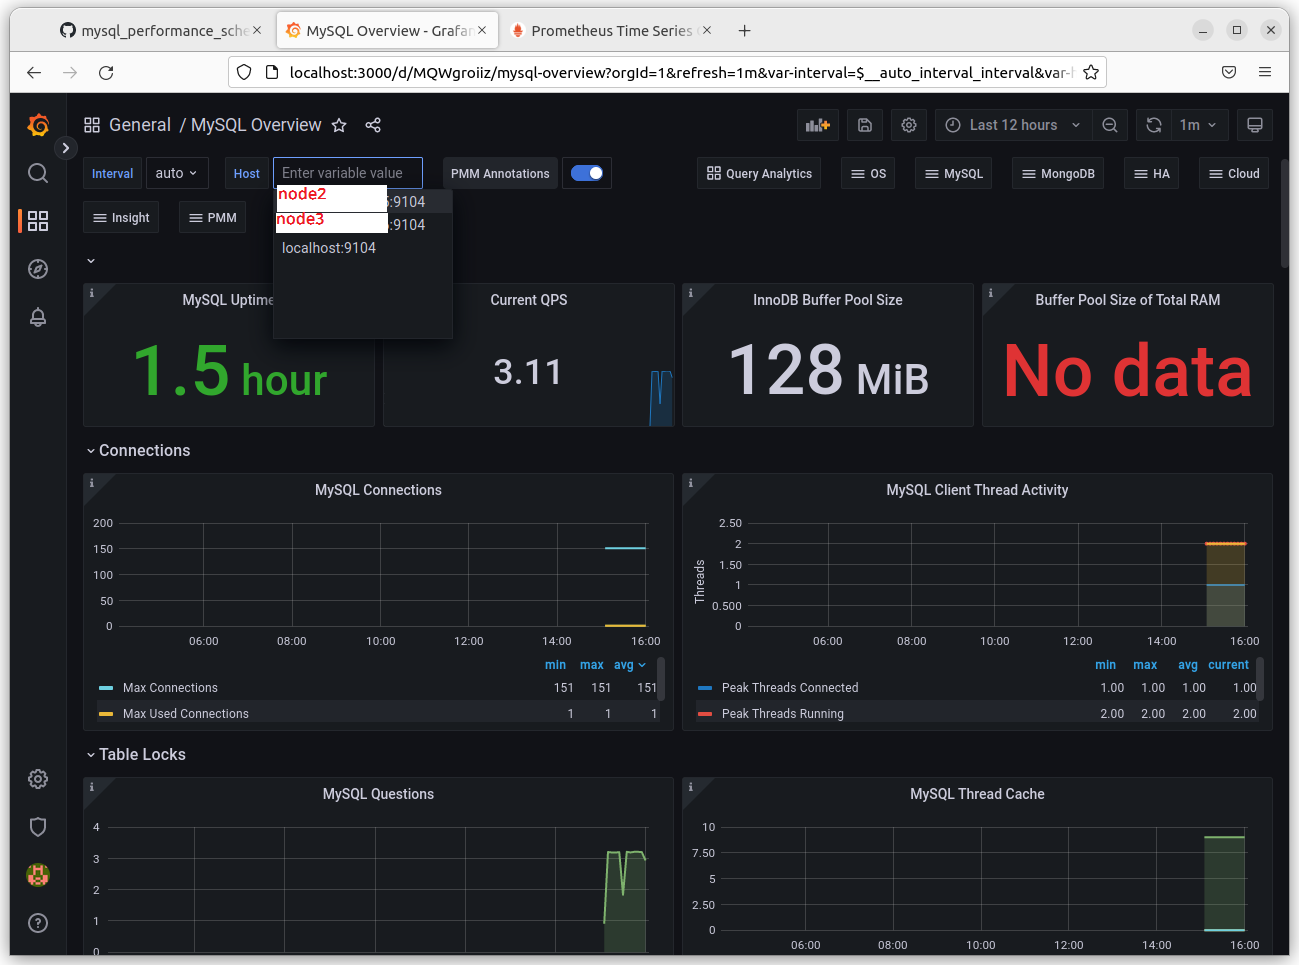 mysql_performance_sche
MySQL Overview - Grafan
Prometheus Time Series C
localhost:3000/d/MQWgroiiz/mysql-overview?orgId=1&refresh=1m&var-interval=$__auto_interval_interval&var-h
General / MySQL Overview
Last 12 hours
1m
Interval
auto
Host
Enter variable value
PMM Annotations
Query Analytics
OS
MySQL
MongoDB
HA
Cloud
node2 5:9104
node3 :9104
localhost:9104
Insight
PMM
MySQL Uptime
1.5 hour
Current QPS
3.11
InnoDB Buffer Pool Size
128 MiB
Buffer Pool Size of Total RAM
No data
Connections
MySQL Connections
200
150
100
50
0
06:00 08:00 10:00 12:00 14:00 16:00
min max avg
Max Connections 151 151 151
Max Used Connections 1 1 1
MySQL Client Thread Activity
Threads
2.50
2
1.50
1
0.500
0
06:00 08:00 10:00 12:00 14:00 16:00
min max avg current
Peak Threads Connected 1.00 1.00 1.00 1.00
Peak Threads Running 2.00 2.00 2.00 2.00
Table Locks
MySQL Questions
4
3
2
1
0
MySQL Thread Cache
10
7.50
5
2.50
0
06:00 08:00 10:00 12:00 14:00 16:00